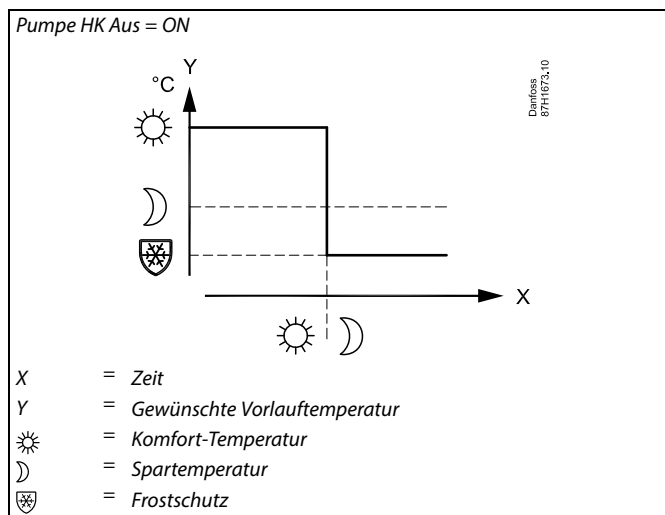 Pumpe HK Aus = ON
Y
°C
Danfoss
87H1673.10
X
X = Zeit
Y = Gewünschte Vorlauftemperatur
= Komfort-Temperatur
= Spartemperatur
= Frostschutz